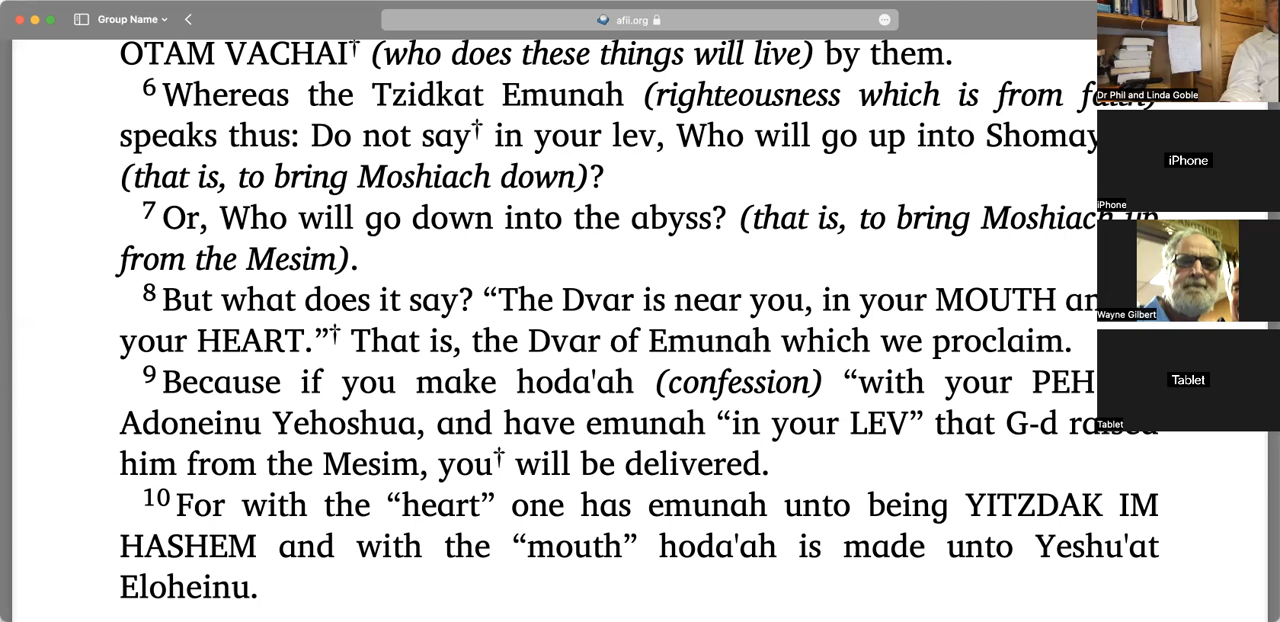 Group Name
afii.org
OTAM VACHAI† (who does these things will live) by them.
6 Whereas the Tzidkat Emunah (righteousness which is from faith)
speaks thus: Do not say† in your lev, Who will go up into Shomay
(that is, to bring Moshiach down)?
7 Or, Who will go down into the abyss? (that is, to bring Moshiach up
from the Mesim).
8 But what does it say? “The Dvar is near you, in your MOUTH an
your HEART.”† That is, the Dvar of Emunah which we proclaim.
9 Because if you make hoda'ah (confession) “with your PEH
Adoneinu Yehoshua, and have emunah “in your LEV” that G-d raised
him from the Mesim, you† will be delivered.
10 For with the “heart” one has emunah unto being YITZDAK IM
HASHEM and with the “mouth” hoda'ah is made unto Yeshu'at
Eloheinu.
Dr Phil and Linda Goble
iPhone
iPhone
Wayne Gilbert
Tablet
Tablet